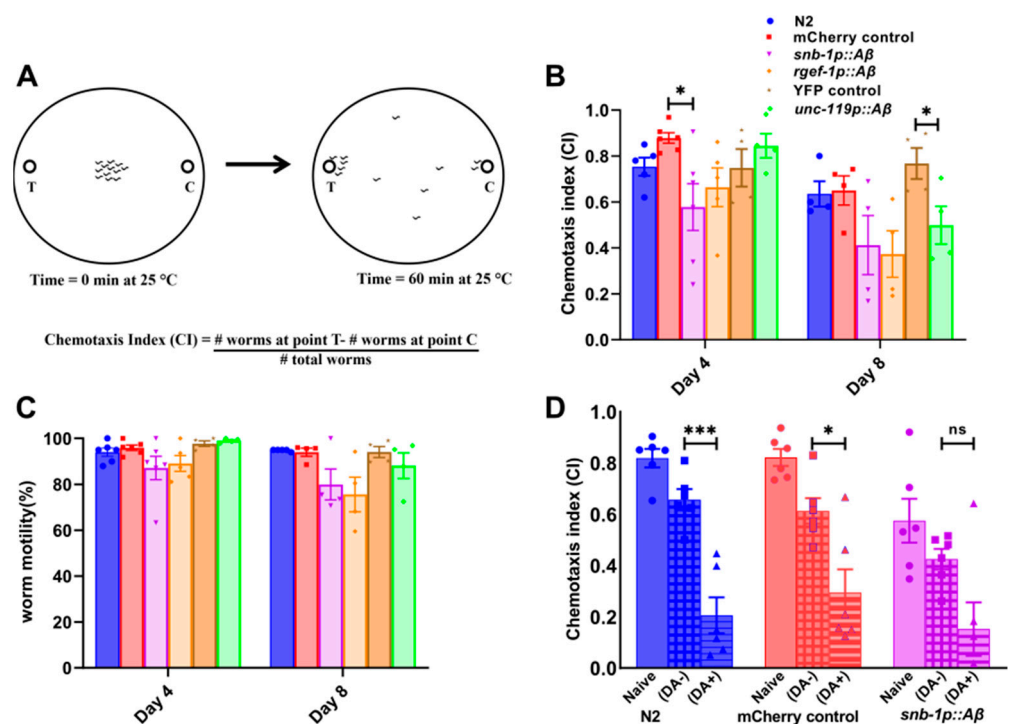 A
T
C
T
C
Time = 0 min at 25 °C
Time = 60 min at 25 °C
Chemotaxis Index (CI) = # worms at point T- # worms at point C
# total worms
N2
mCherry control
snb-1p::Aβ
rgef-1p::Aβ
YFP control
unc-119p::Aβ
B
Chemotaxis index (CI)
1.0
0.8
0.6
0.4
0.2
0.0
*
*
Day 4
Day 8
C
worm motility(%)
100
80
60
40
20
0
Day 4
Day 8
D
Chemotaxis index (CI)
1.0
0.8
0.6
0.4
0.2
0.0
***
*
ns
Naive (DA-) (DA+) Naive (DA-) (DA+) Naive (DA-) (DA+)
N2 mCherry control snb-1p::Aβ